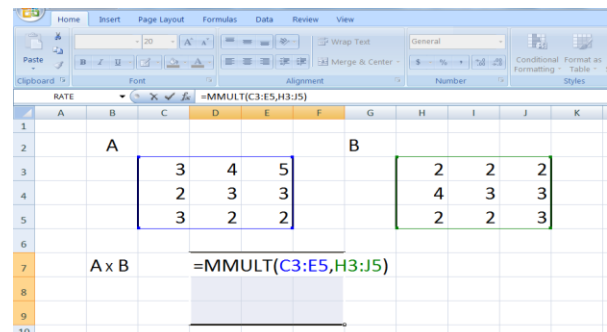 Home Insert Page Layout Formulas Data Review View
Paste 20 A A Wrap Text General
B I U A Merge & Center $ % , Conditional Format as
Formatting Table
Clipboard Font Alignment Number Styles
RATE fx =MMULT(C3:E5,H3:J5)
A B C D E F G H I J K
1
2 A B
3 3 4 5 2 2 2
4 2 3 3 4 3 3
5 3 2 2 2 2 3
6
7 A x B =MMULT(C3:E5,H3:J5)
8
9
10